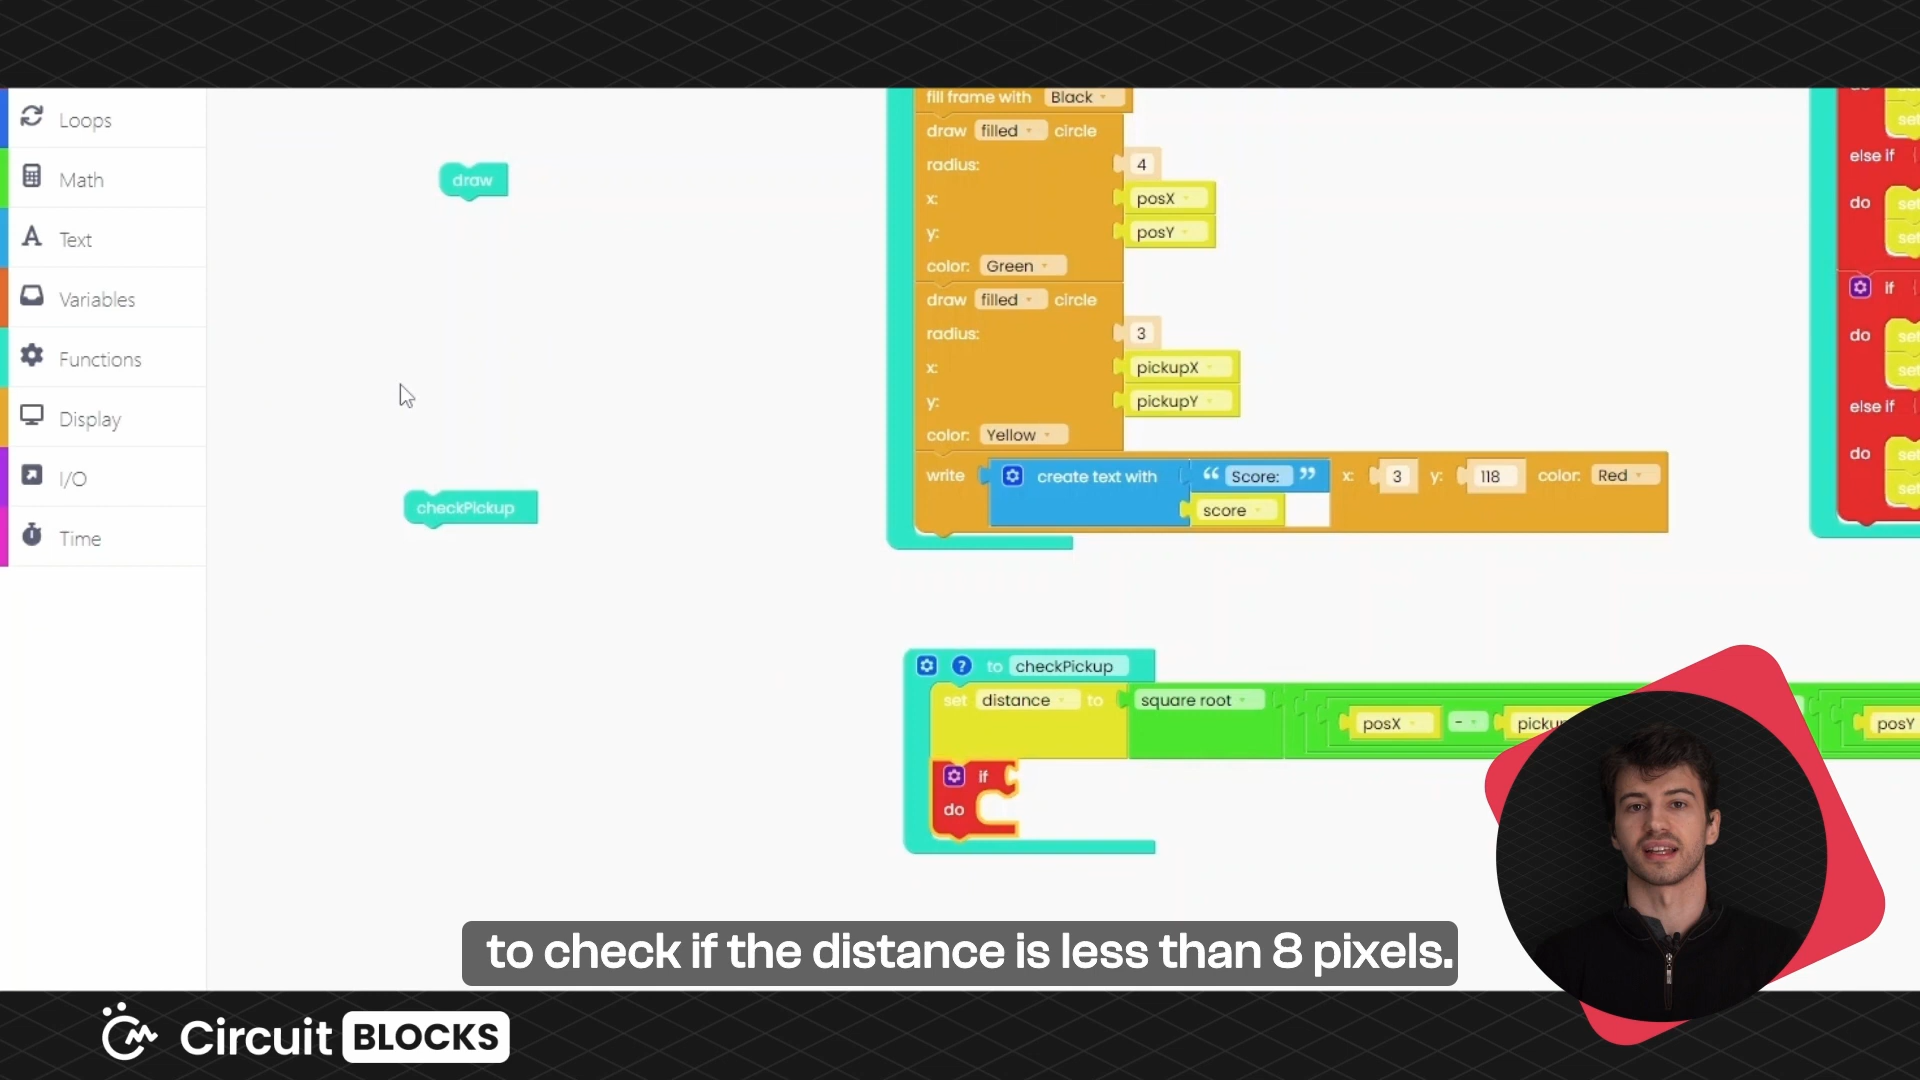 Loops
Math
Text
Variables
Functions
Display
I/O
Time
draw
checkPickup
fill frame with Black
draw filled circle
radius: 4
x: posX
y: posY
color: Green
draw filled circle
radius: 3
x: pickupX
y: pickupY
color: Yellow
write create text with “ Score: ” x: 3 y: 118 color: Red
score
else if
do
if
do
else if
do
to checkPickup
set distance to square root posX - posY
if
do
to check if the distance is less than 8 pixels.
Circuit BLOCKS